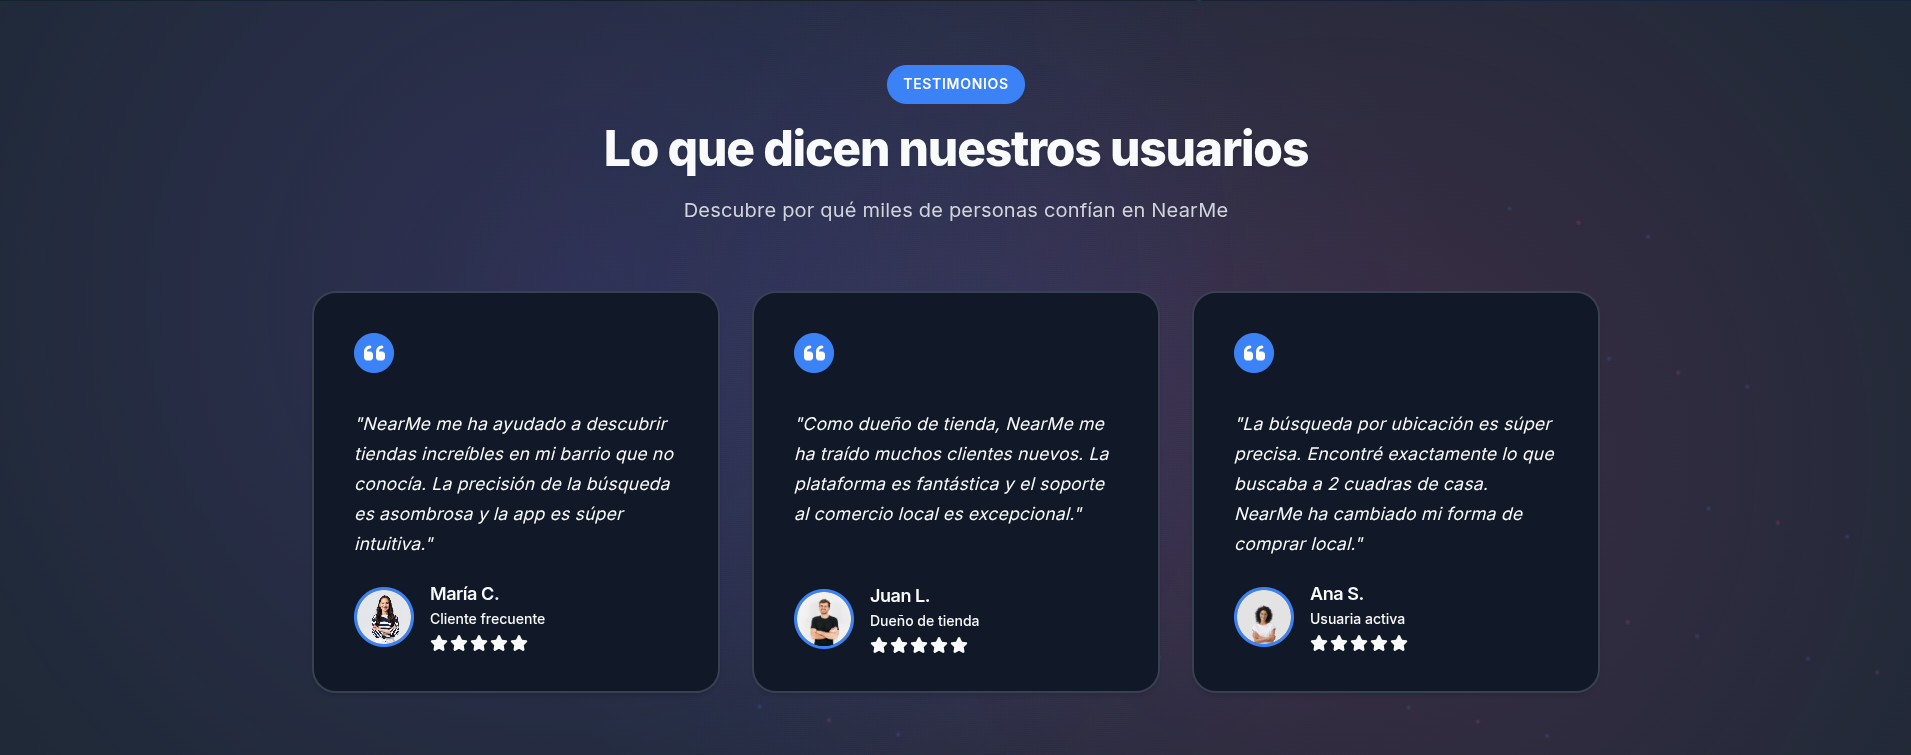 TESTIMONIOS
Lo que dicen nuestros usuarios
Descubre por qué miles de personas confían en NearMe
"NearMe me ha ayudado a descubrir
tiendas increíbles en mi barrio que no
conocía. La precisión de la búsqueda
es asombrosa y la app es súper
intuitiva."
María C.
Cliente frecuente
"Como dueño de tienda, NearMe me
ha traído muchos clientes nuevos. La
plataforma es fantástica y el soporte
al comercio local es excepcional."
Juan L.
Dueño de tienda
"La búsqueda por ubicación es súper
precisa. Encontré exactamente lo que
buscaba a 2 cuadras de casa.
NearMe ha cambiado mi forma de
comprar local."
Ana S.
Usuaria activa